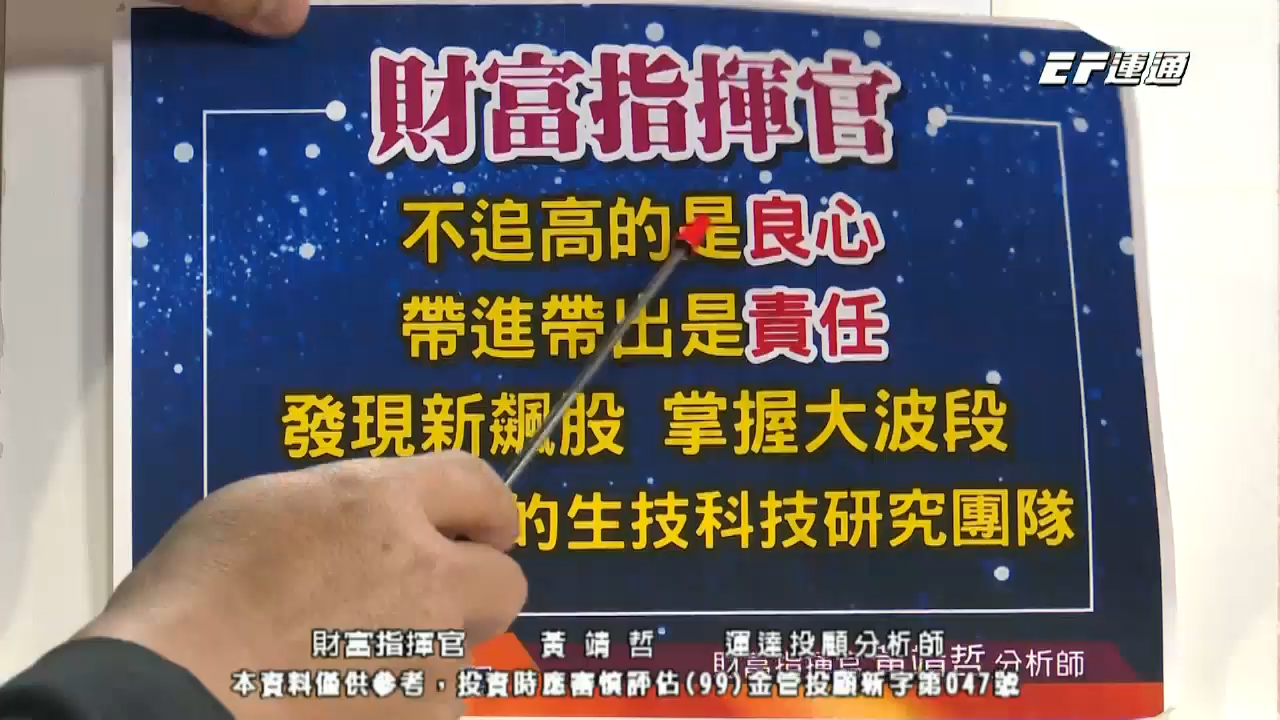 EF運通
財富指揮官
不追高的是良心
帶進帶出是責任
發現新飆股 掌握大波段
的生技科技研究團隊
財富指揮官 黃靖哲 分析師
財富指揮官 黃靖哲 運達投顧分析師
本資料僅供參考，投資時應審慎評估(99)金管投顧新字第047號